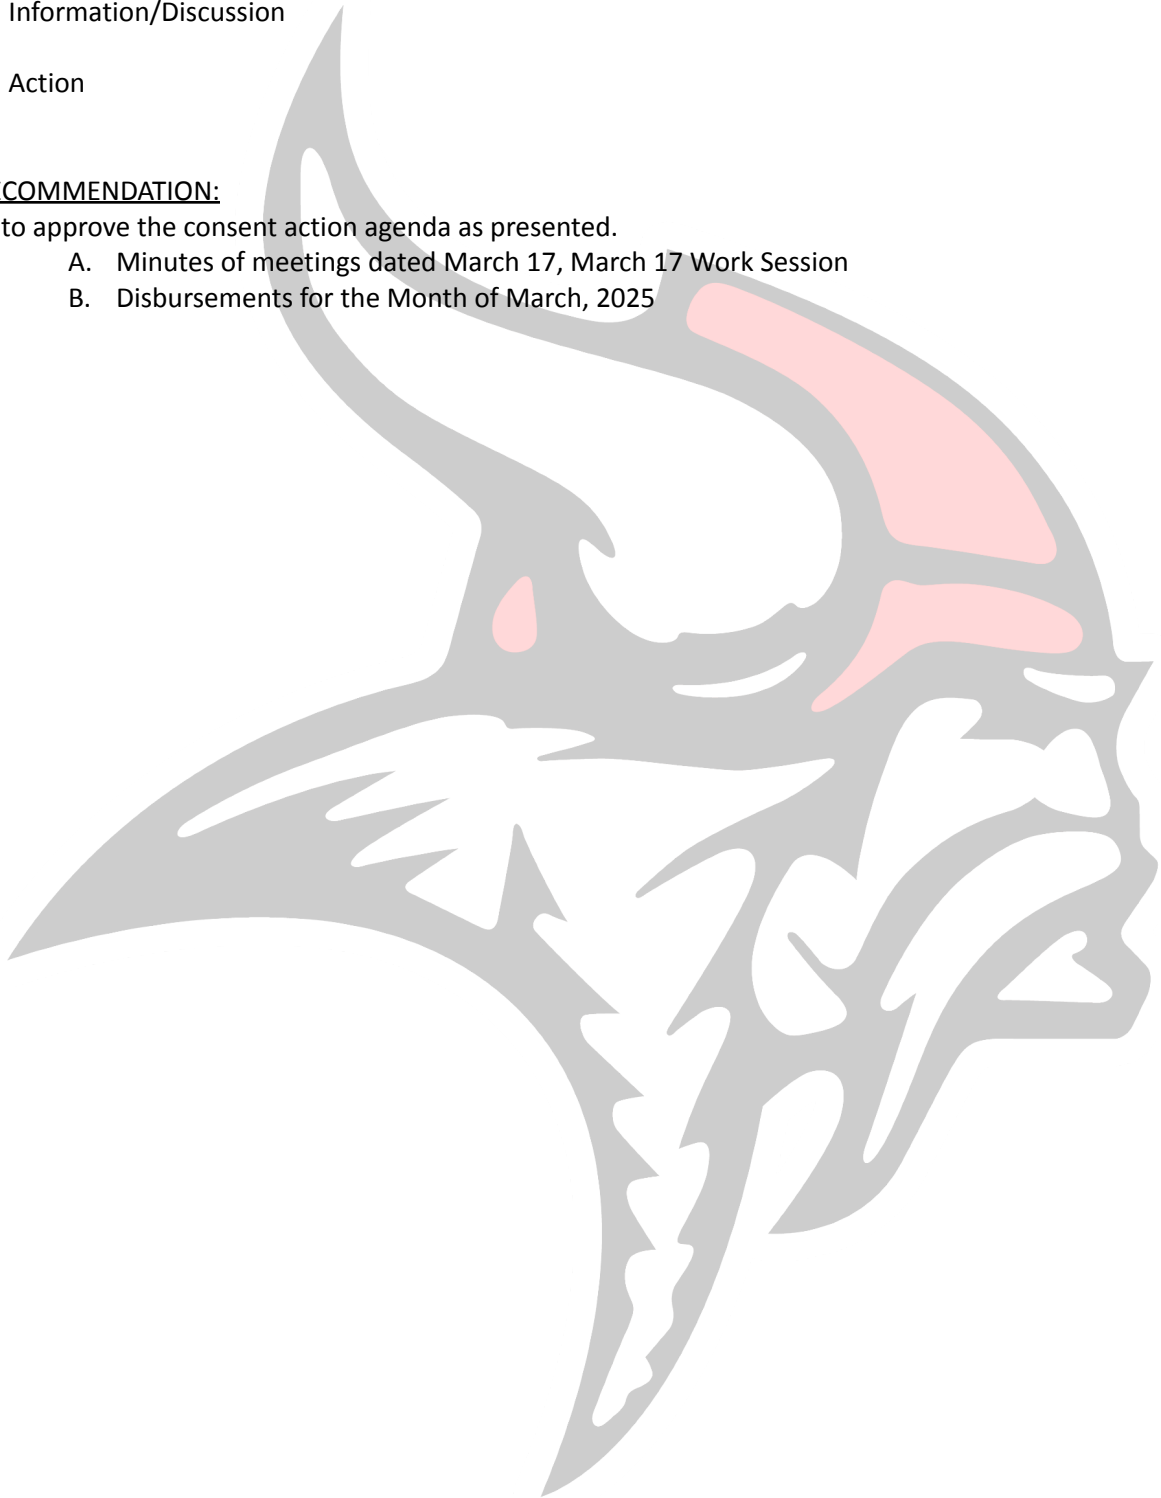 Information/Discussion
Action
ECOMMENDATION:
to approve the consent action agenda as presented.
A. Minutes of meetings dated March 17, March 17 Work Session
B. Disbursements for the Month of March, 2025